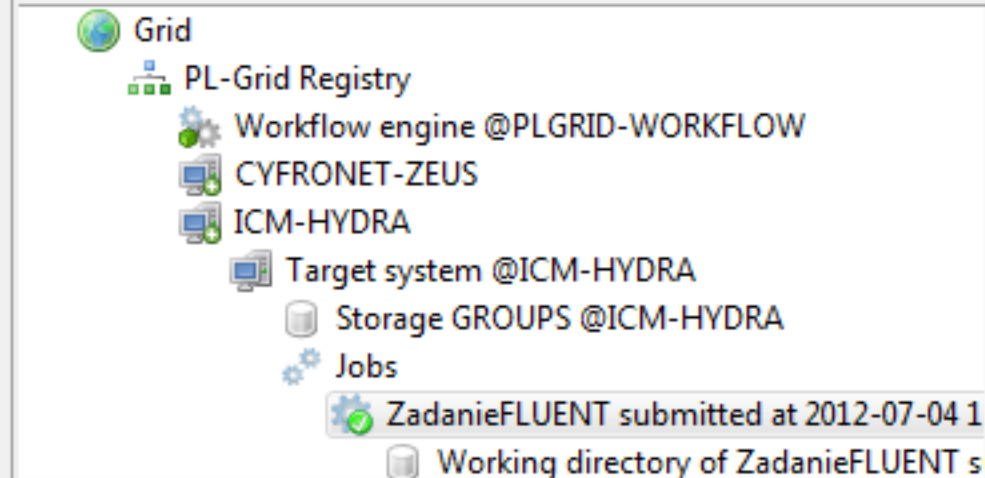 Grid
PL-Grid Registry
Workflow engine @PLGRID-WORKFLOW
CYFRONET-ZEUS
ICM-HYDRA
Target system @ICM-HYDRA
Storage GROUPS @ICM-HYDRA
Jobs
ZadanieFLUENT submitted at 2012-07-04 1
Working directory of ZadanieFLUENT s